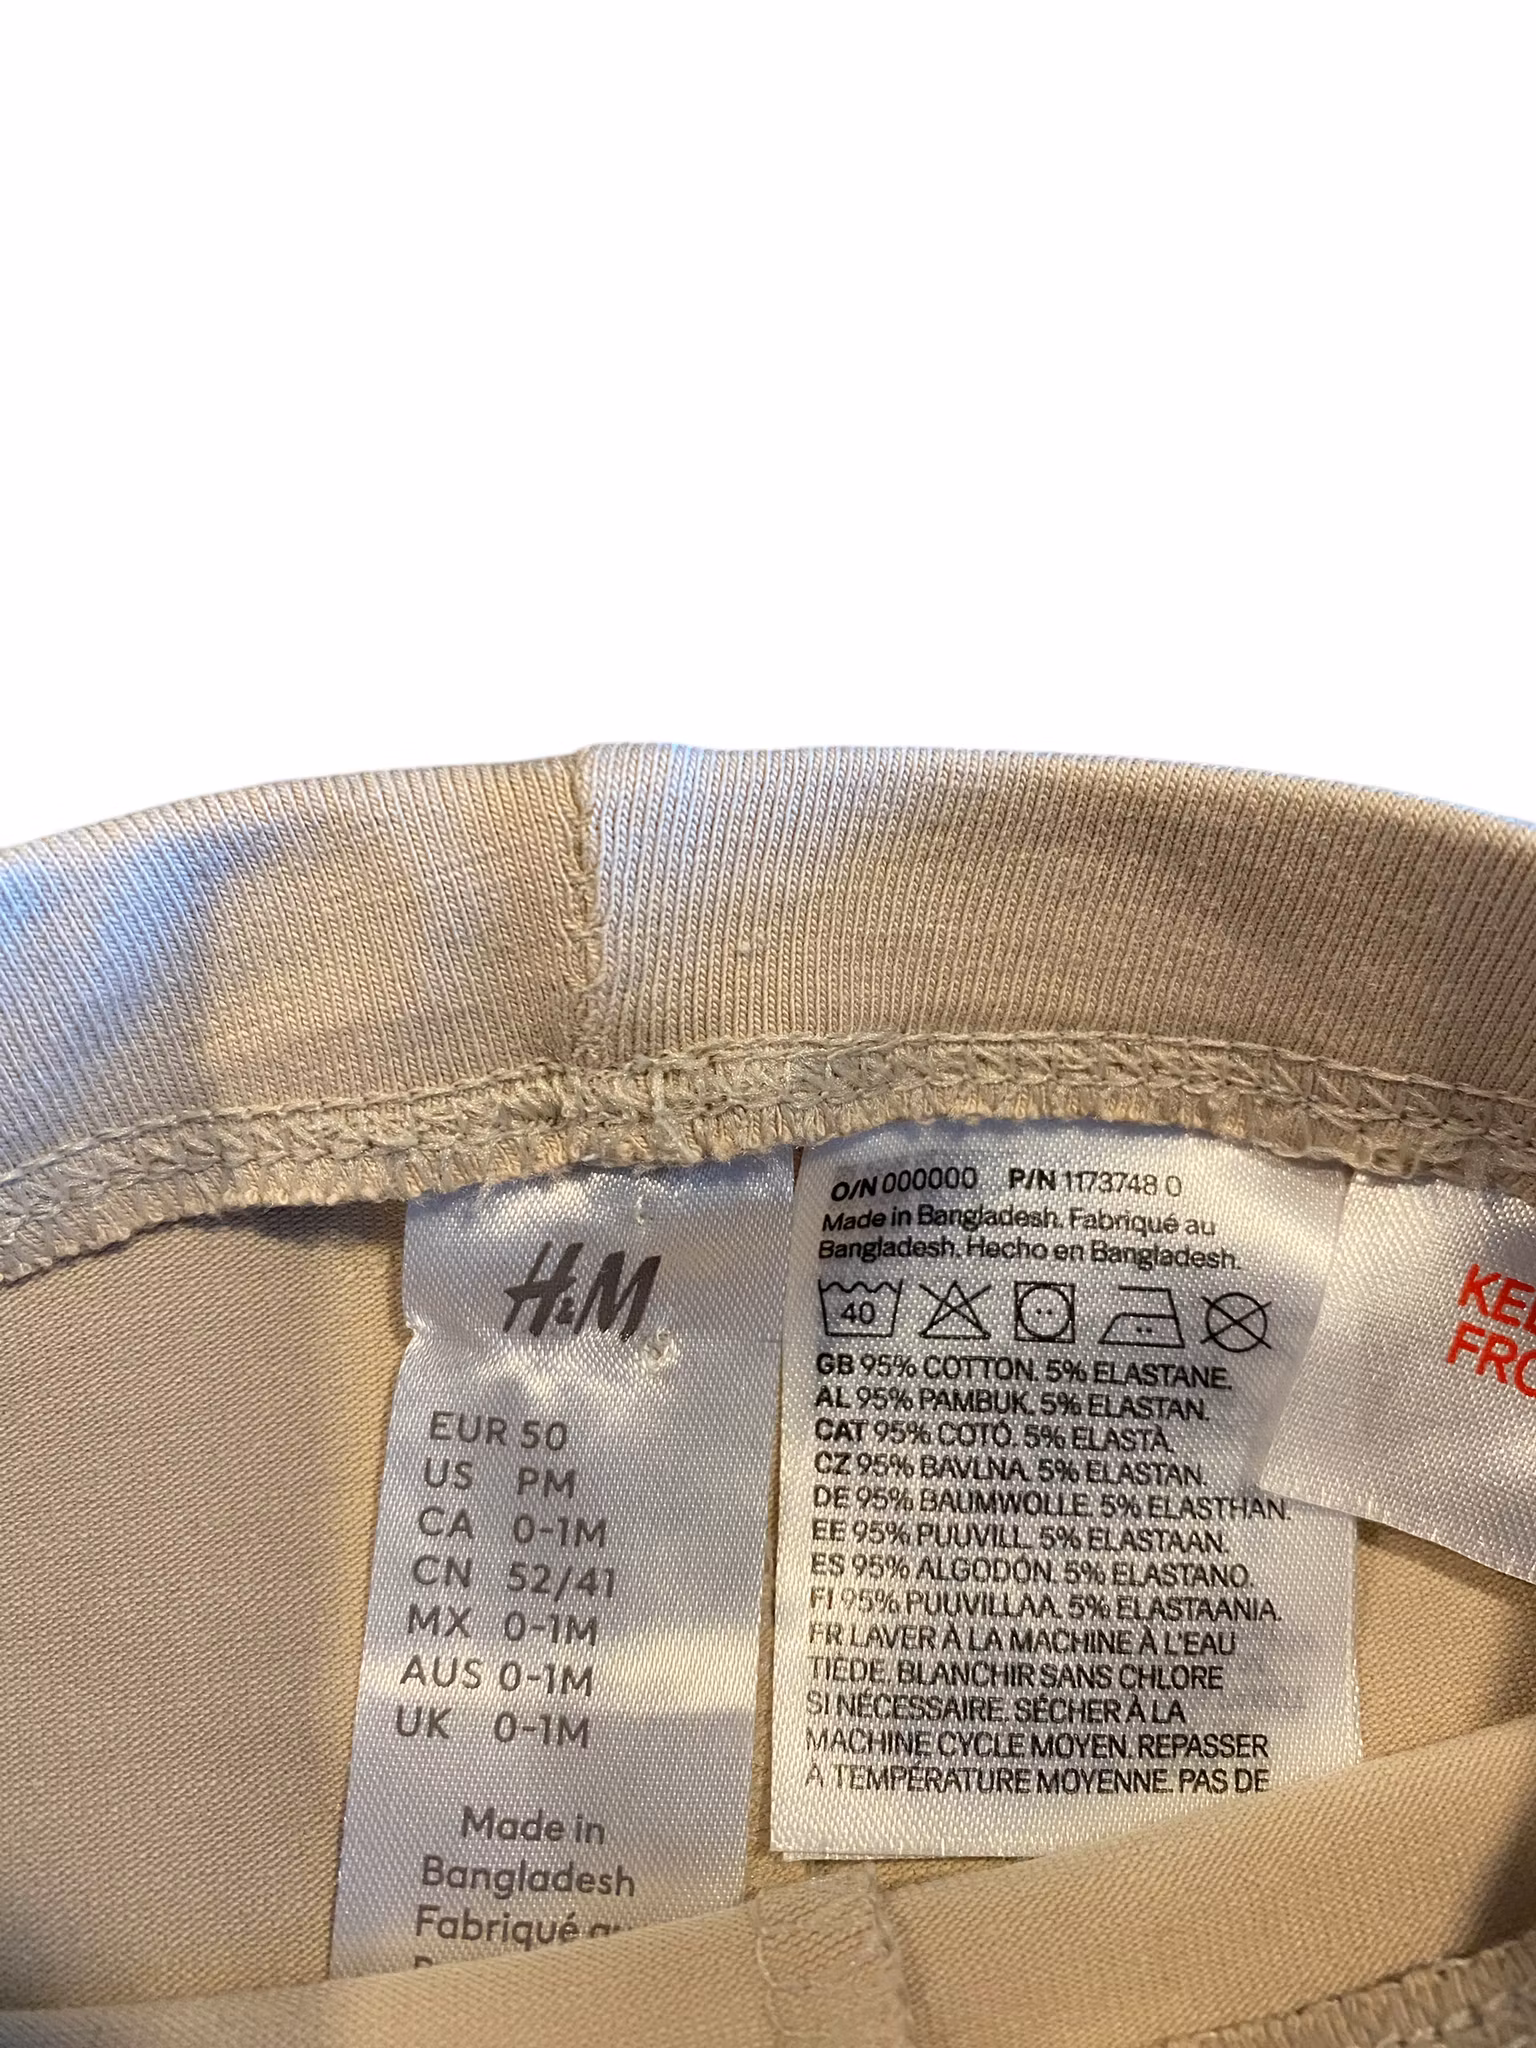 H&M
EUR 50
US PM
CA 0-1M
CN 52/41
MX 0-1M
AUS 0-1M
UK 0-1M
Made in
Bangladesh
Fabriqué
O/N 000000 P/N 1173748 0
Made in Bangladesh. Fabriqué au
Bangladesh. Hecho en Bangladesh.
40
GB 95% COTTON. 5% ELASTANE.
AL 95% PAMBUK. 5% ELASTAN.
CAT 95% COTÓ. 5% ELASTÀ.
CZ 95% BAVLNA. 5% ELASTAN.
DE 95% BAUMWOLLE. 5% ELASTHAN.
EE 95% PUUVILL. 5% ELASTAAN.
ES 95% ALGODÓN. 5% ELASTANO.
FI 95% PUUVILLAA. 5% ELASTAANIA.
FR LAVER À LA MACHINE À L'EAU
TIÈDE. BLANCHIR SANS CHLORE
SI NÉCESSAIRE. SÉCHER À LA
MACHINE CYCLE MOYEN. REPASSER
À TEMPÉRATURE MOYENNE. PAS DE